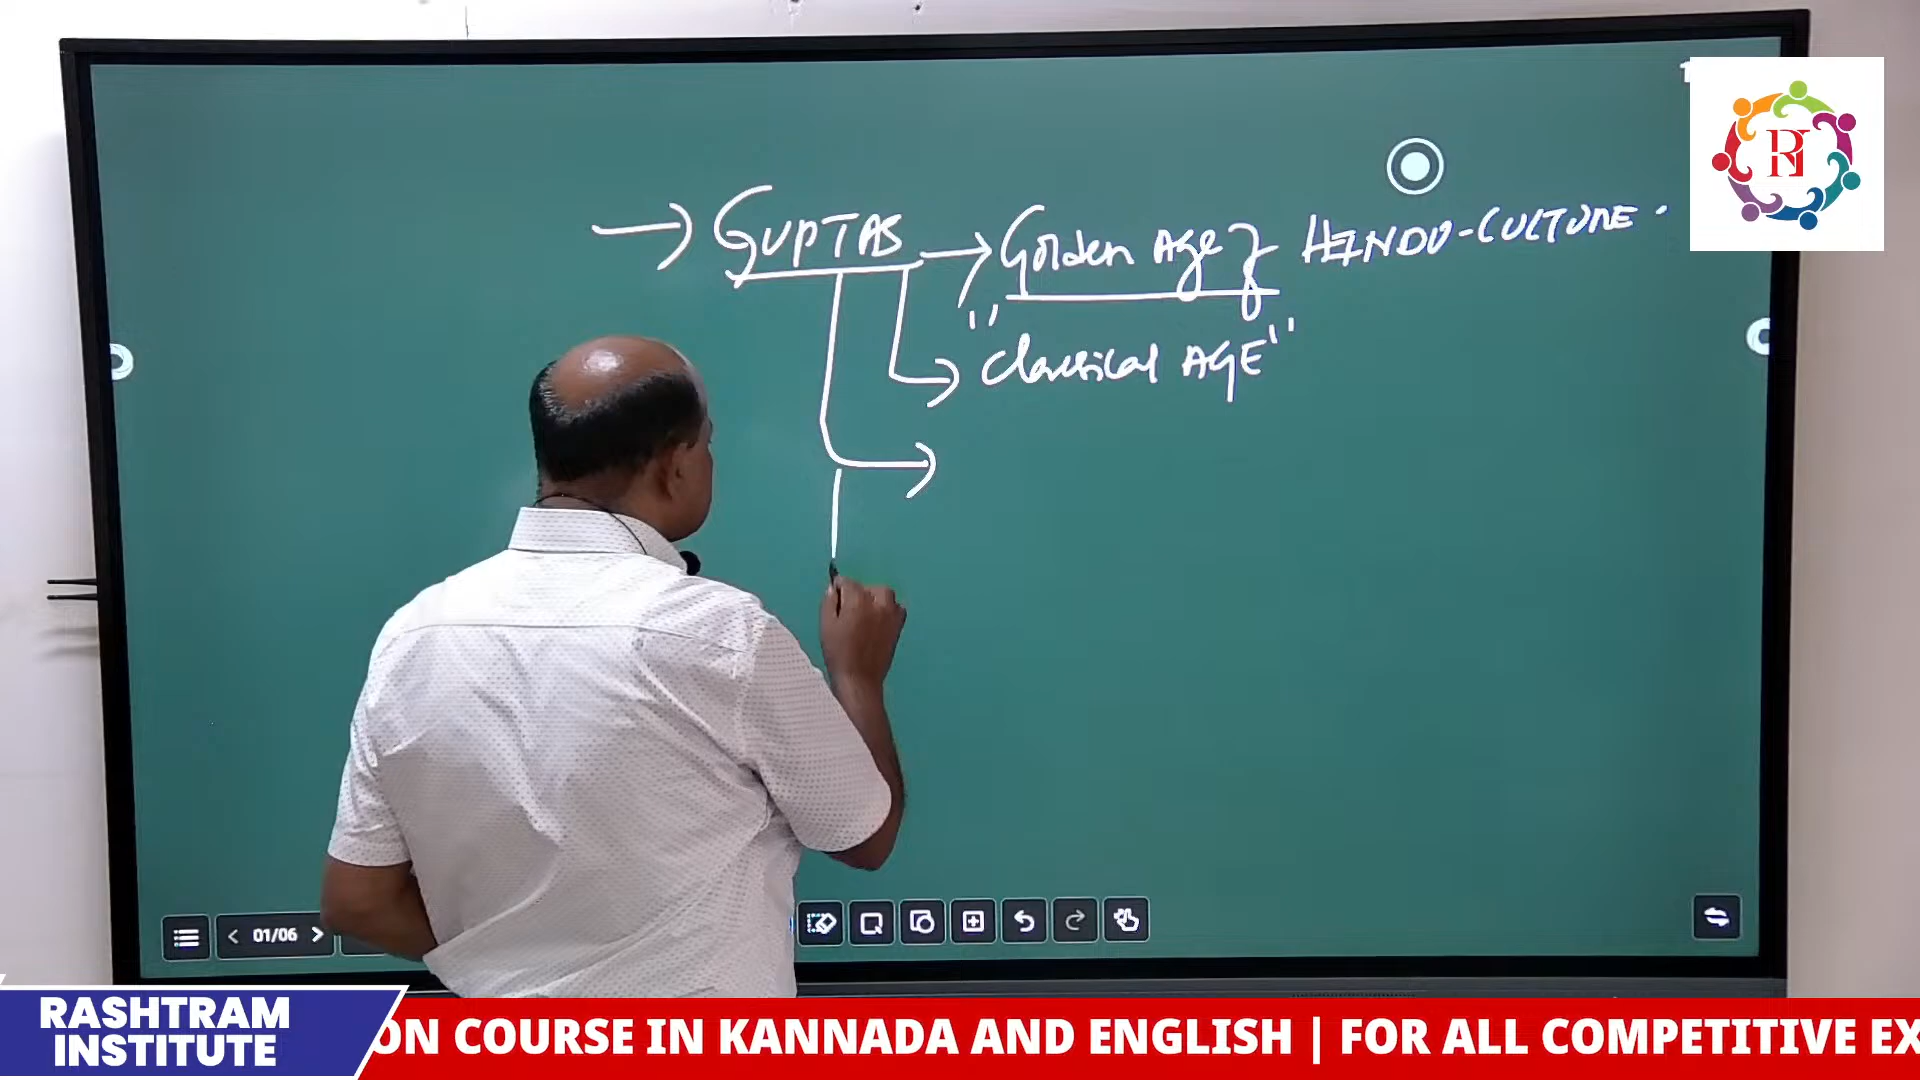 → GUPTAS → Golden Age of HINDU-CULTURE.
"Classical AGE"
01/06
RI
RASHTRAM
INSTITUTE
ON COURSE IN KANNADA AND ENGLISH | FOR ALL COMPETITIVE EX